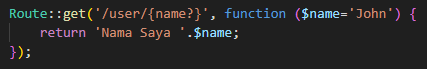 Route::get('/user/{name?}', function ($name='John') {
    return 'Nama Saya '.$name;
});